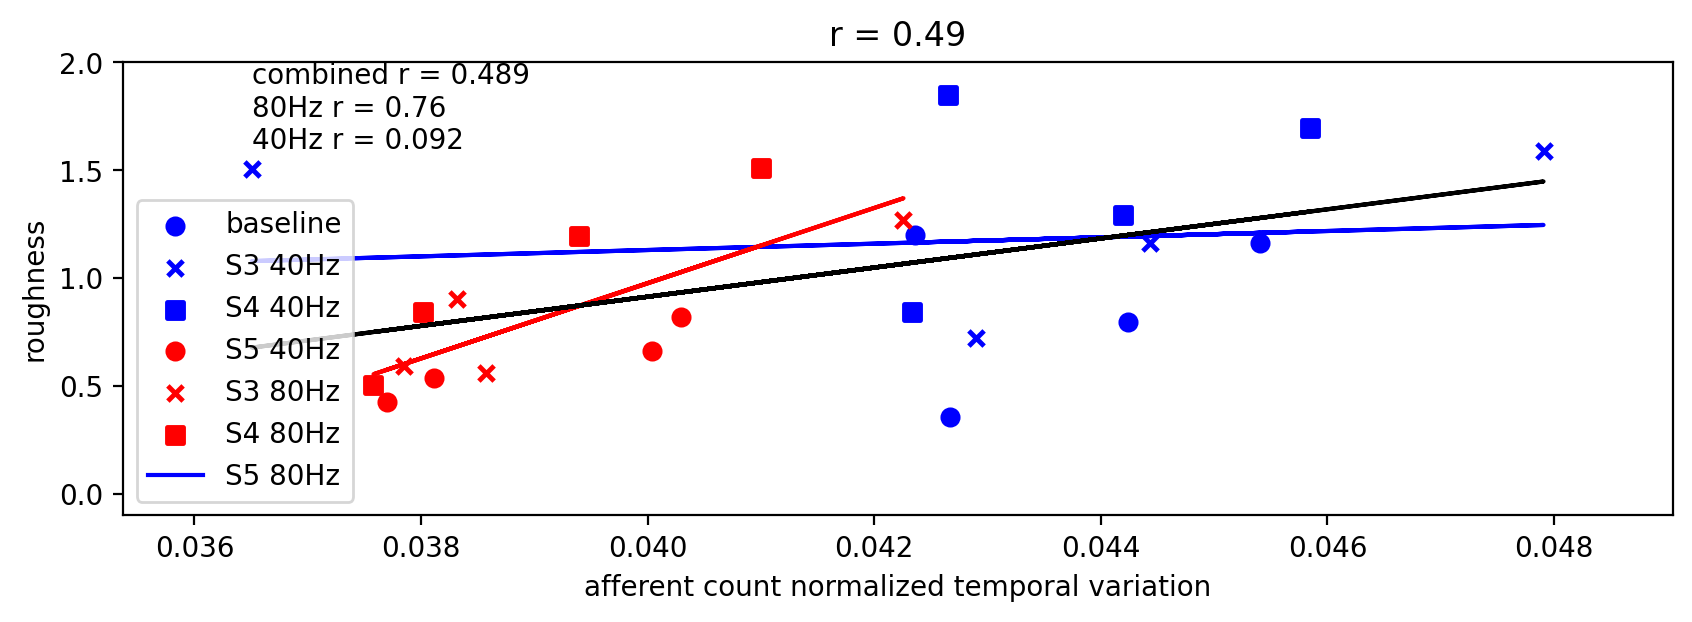 r = 0.49
combined r = 0.489
80Hz r = 0.76
40Hz r = 0.092
2.0
1.5
1.0
0.5
0.0
roughness
baseline
S3 40Hz
S4 40Hz
S5 40Hz
S3 80Hz
S4 80Hz
S5 80Hz
0.036 0.038 0.040 0.042 0.044 0.046 0.048
afferent count normalized temporal variation